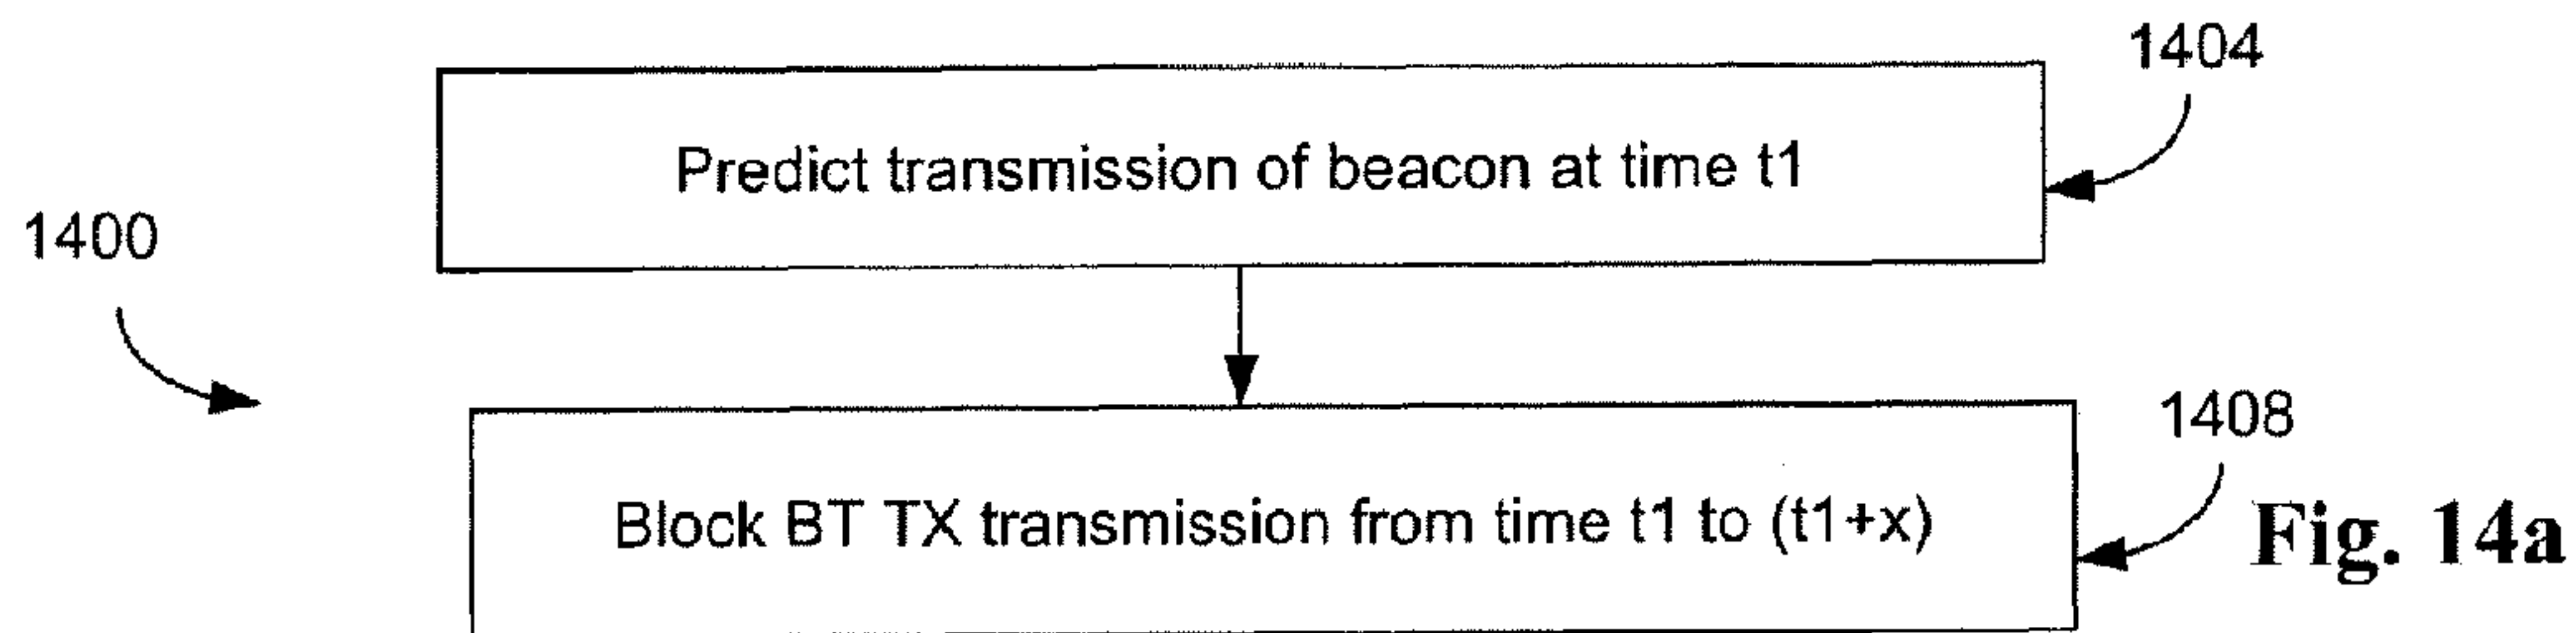 1404
Predict transmission of beacon at time t1
1400
1408
Block BT TX transmission from time t1 to (t1+x)
Fig. 14a